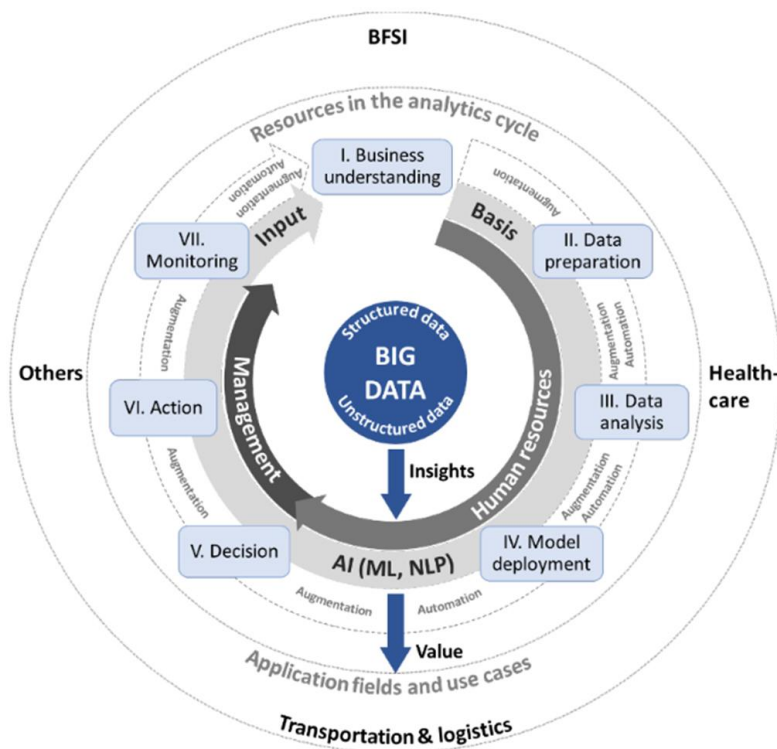 BFSI
Resources in the analytics cycle
I. Business
understanding
Augmentation
Automation
Augmentation
Input
Basis
VII.
Monitoring
II. Data
preparation
Structured data
BIG
DATA
Unstructured data
Augmentation
Augmentation
Automation
Others
Health-
care
Management
Human resources
VI. Action
III. Data
analysis
Insights
Augmentation
Augmentation
Automation
V. Decision
IV. Model
deployment
AI (ML, NLP)
Augmentation
Automation
Value
Application fields and use cases
Transportation & logistics